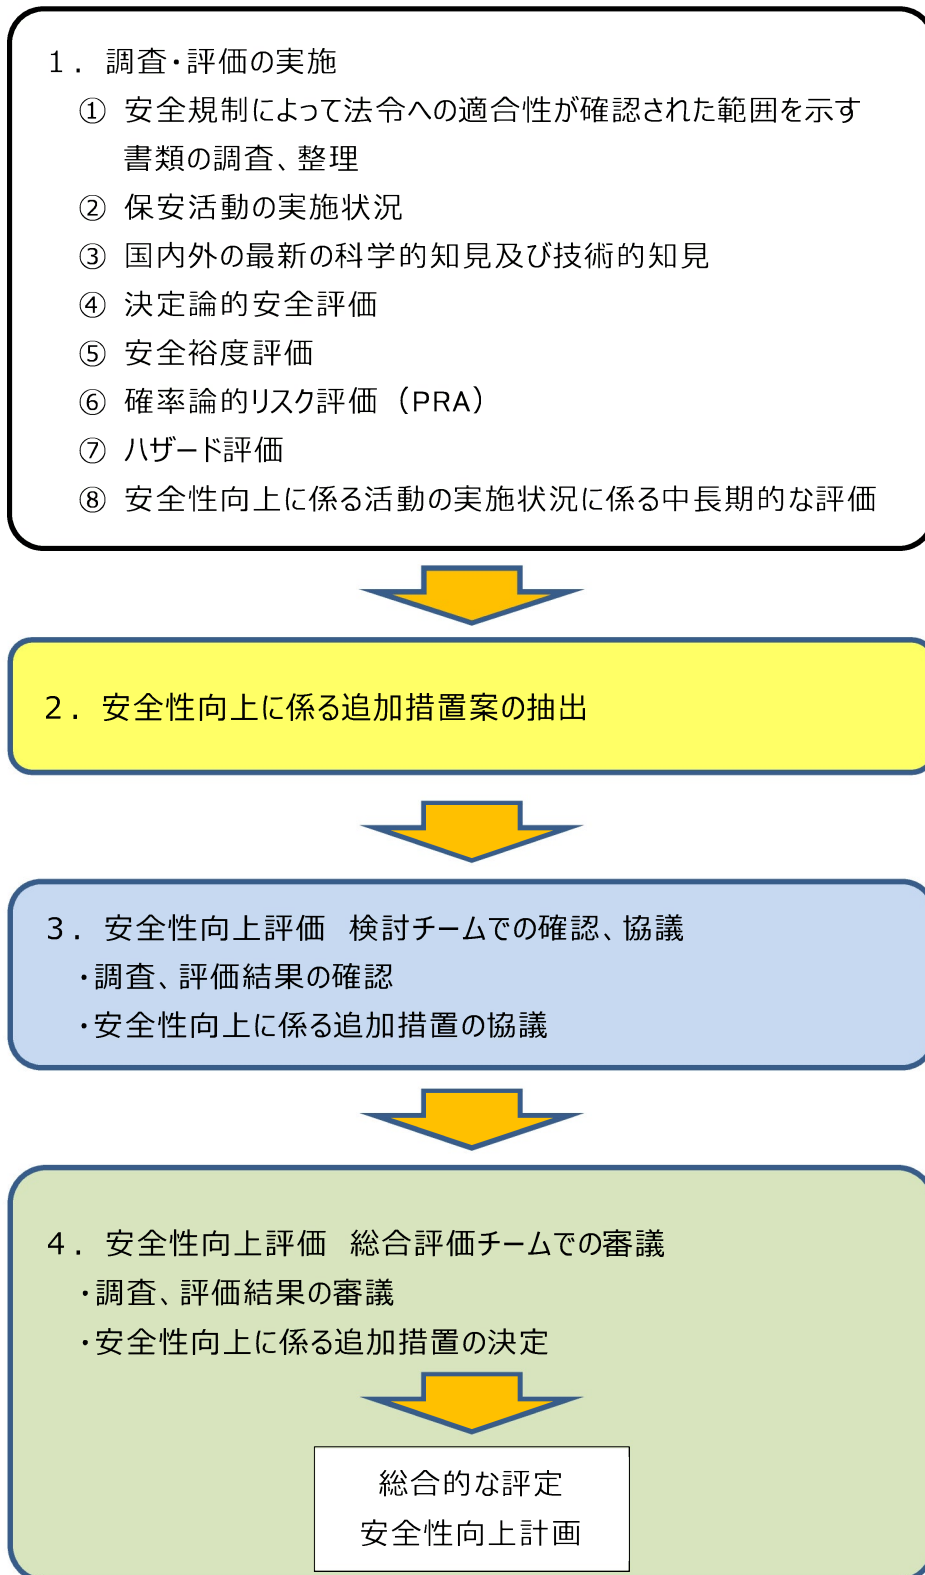 １．調査・評価の実施
① 安全規制によって法令への適合性が確認された範囲を示す
書類の調査、整理
② 保安活動の実施状況
③ 国内外の最新の科学的知見及び技術的知見
④ 決定論的安全評価
⑤ 安全裕度評価
⑥ 確率論的リスク評価（PRA）
⑦ ハザード評価
⑧ 安全性向上に係る活動の実施状況に係る中長期的な評価
２．安全性向上に係る追加措置案の抽出
３．安全性向上評価　検討チームでの確認、協議
・調査、評価結果の確認
・安全性向上に係る追加措置の協議
４．安全性向上評価　総合評価チームでの審議
・調査、評価結果の審議
・安全性向上に係る追加措置の決定
総合的な評定
安全性向上計画